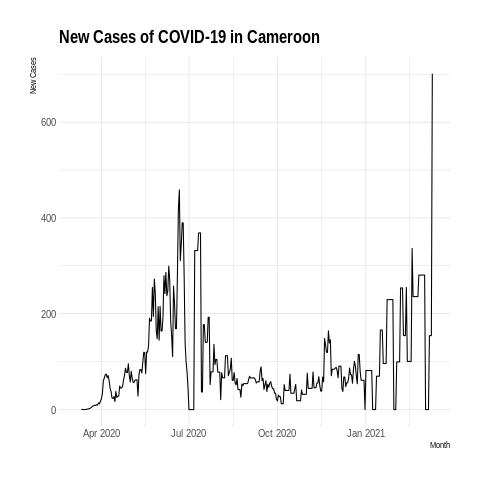 New Cases of COVID-19 in Cameroon
New Cases
600
400
200
0
Apr 2020 Jul 2020 Oct 2020 Jan 2021
Month